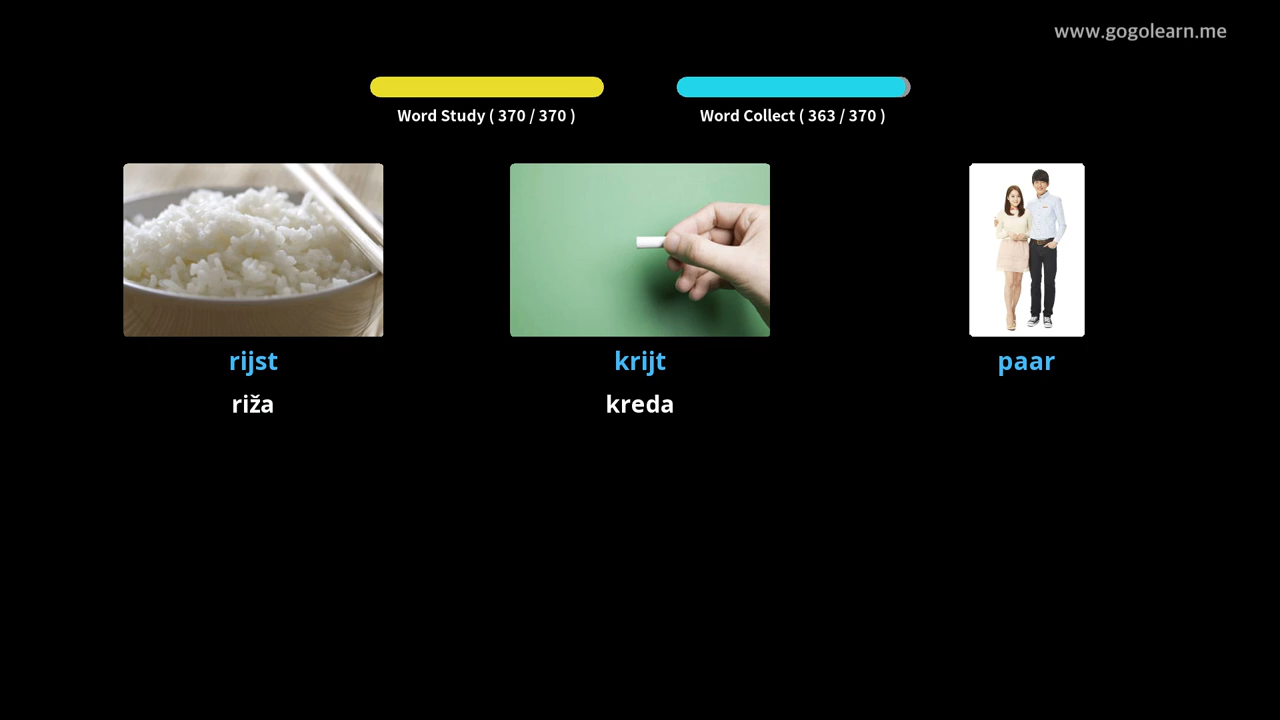 www.gogolearn.me
Word Study ( 370 / 370 )
Word Collect ( 363 / 370 )
rijst
krijt
paar
riža
kreda